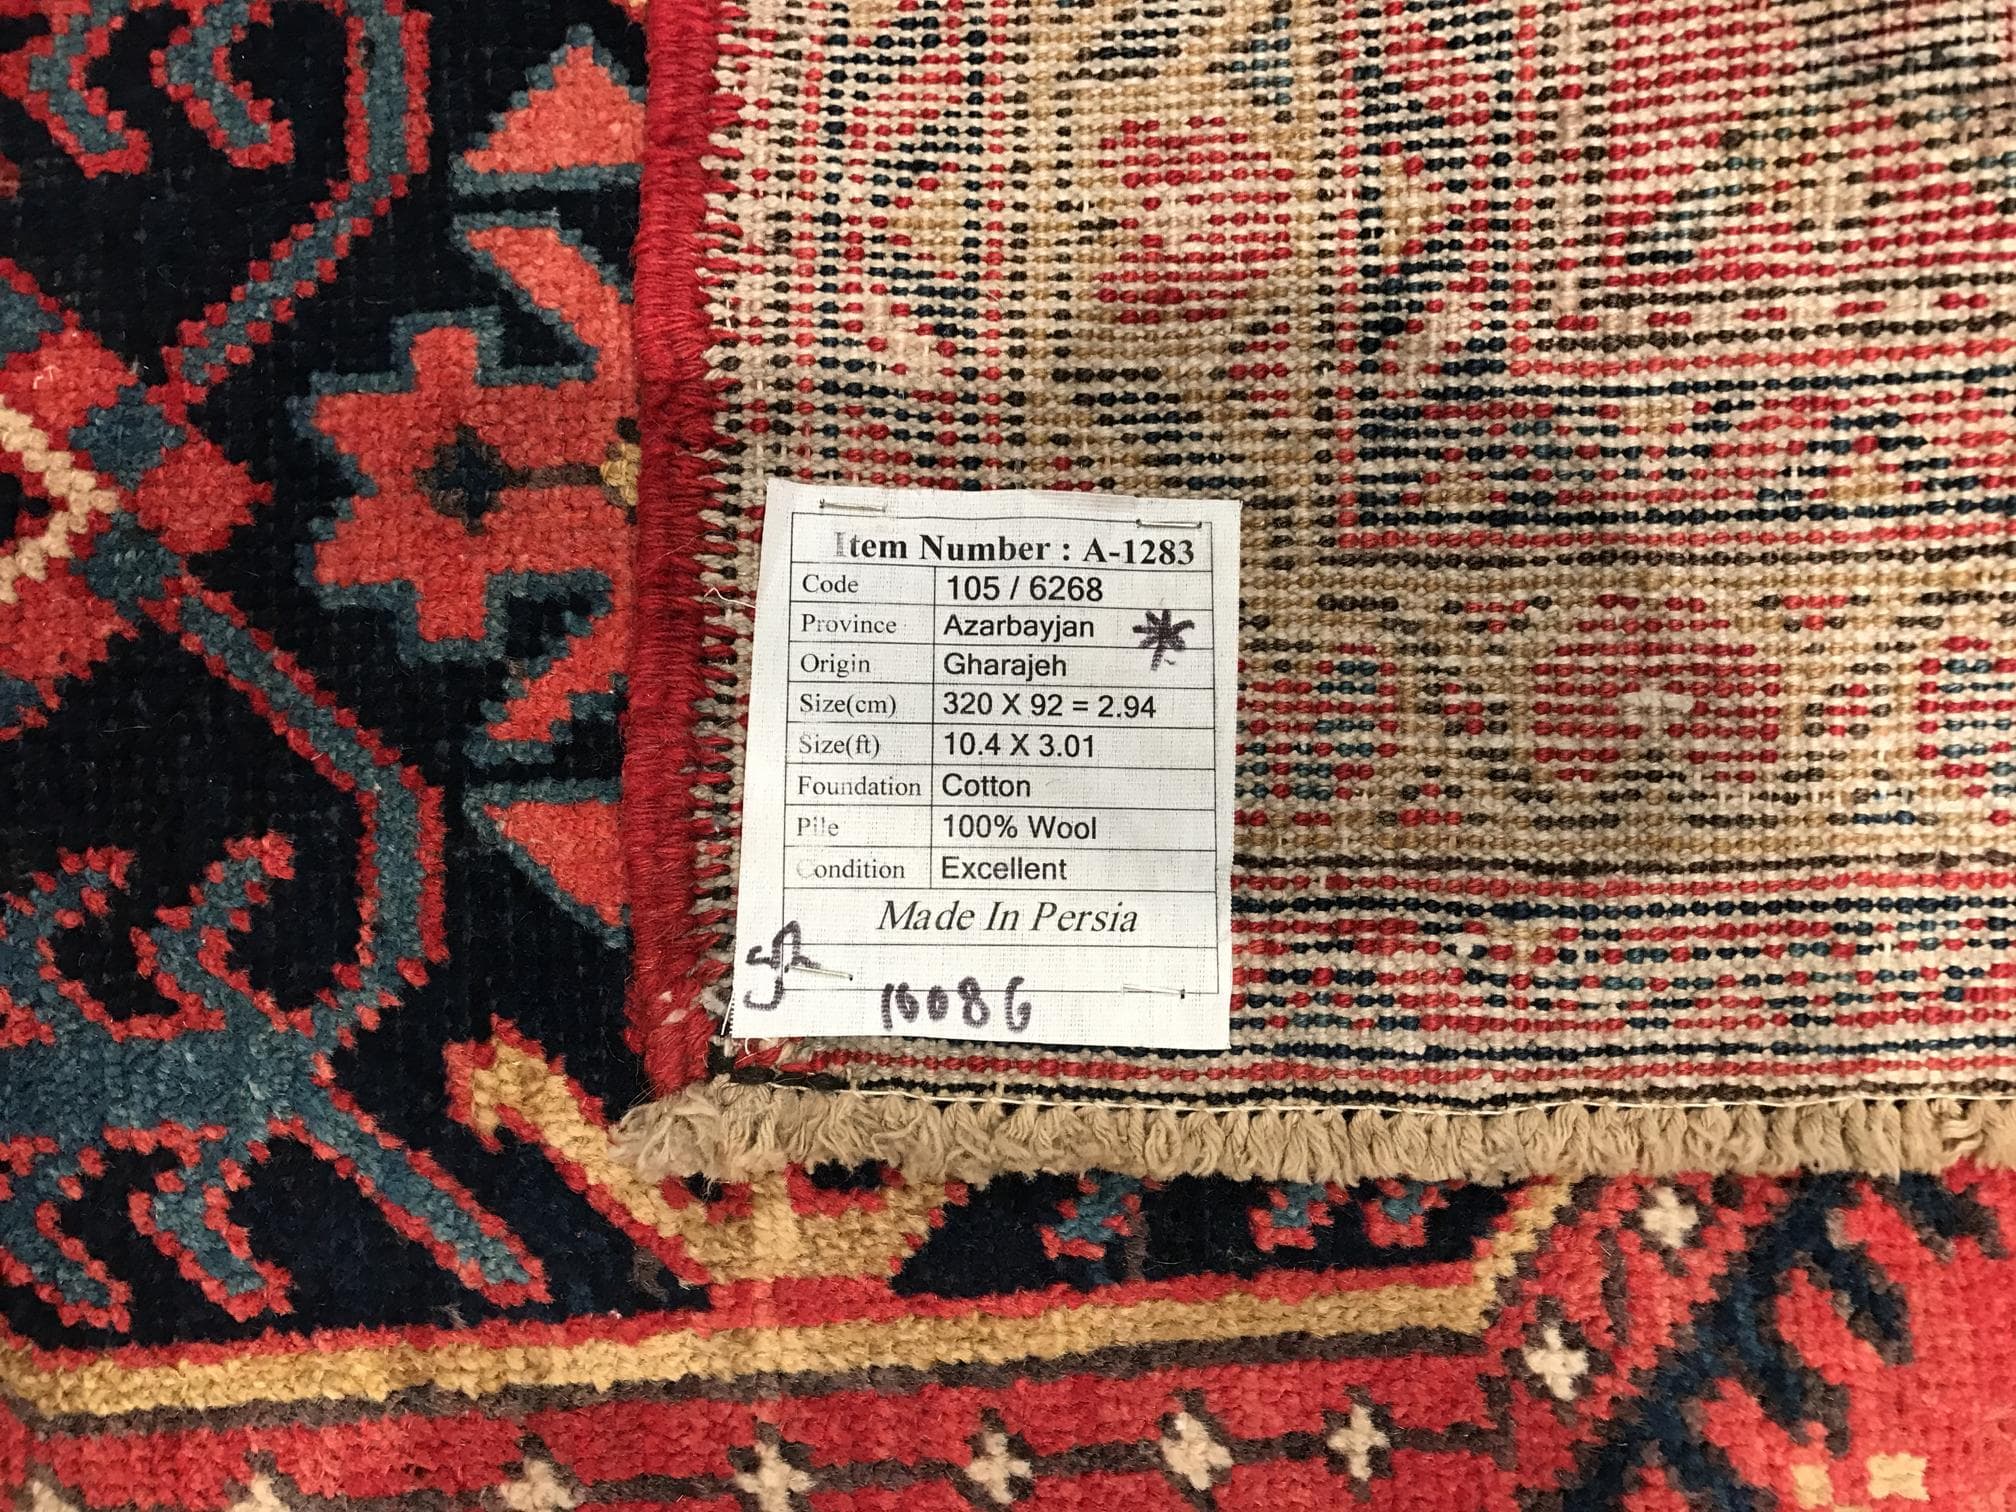 Item Number : A-1283
Code 105 / 6268
Province Azarbayjan
Origin Gharajeh
Size(cm) 320 X 92 = 2.94
Size(ft) 10.4 X 3.01
Foundation Cotton
Pile 100% Wool
Condition Excellent
Made In Persia
10086